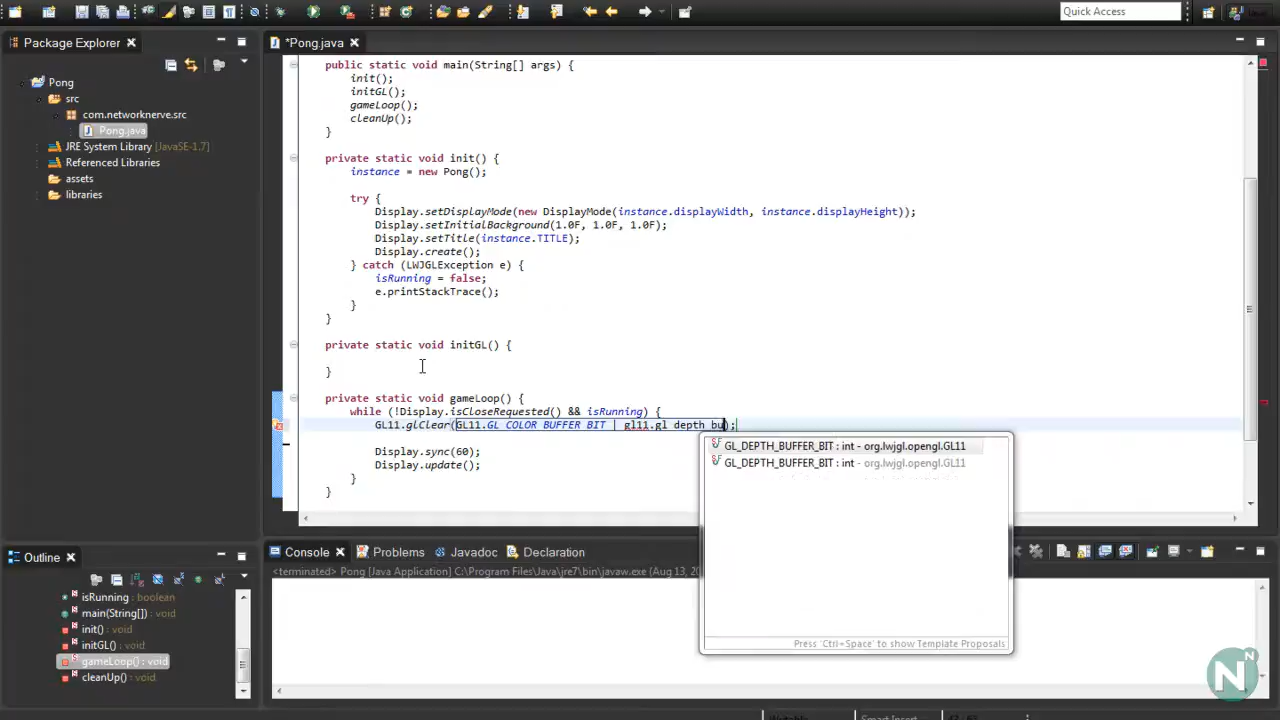 Quick Access
Java
Package Explorer
*Pong.java
Pong
src
com.networknerve.src
Pong.java
JRE System Library [JavaSE-1.7]
Referenced Libraries
assets
libraries
public static void main(String[] args) {
init();
initGL();
gameLoop();
cleanUp();
}
private static void init() {
instance = new Pong();
try {
Display.setDisplayMode(new DisplayMode(instance.displayWidth, instance.displayHeight));
Display.setInitialBackground(1.0F, 1.0F, 1.0F);
Display.setTitle(instance.TITLE);
Display.create();
} catch (LWJGLException e) {
isRunning = false;
e.printStackTrace();
}
}
private static void initGL() {
}
private static void gameLoop() {
while (!Display.isCloseRequested() && isRunning) {
GL11.glClear(GL11.GL_COLOR_BUFFER_BIT | gl11.gl_depth_bu);
Display.sync(60);
Display.update();
}
}
GL_DEPTH_BUFFER_BIT : int - org.lwjgl.opengl.GL11
GL_DEPTH_BUFFER_BIT : int - org.lwjgl.opengl.GL11
Press 'Ctrl+Space' to show Template Proposals
Outline
isRunning : boolean
main(String[]) : void
init() : void
initGL() : void
gameLoop() : void
cleanUp() : void
Console
Problems
Javadoc
Declaration
<terminated> Pong [Java Application] C:\Program Files\Java\jre7\bin\javaw.exe (Aug 13, 20
Writable
Smart Insert
N N